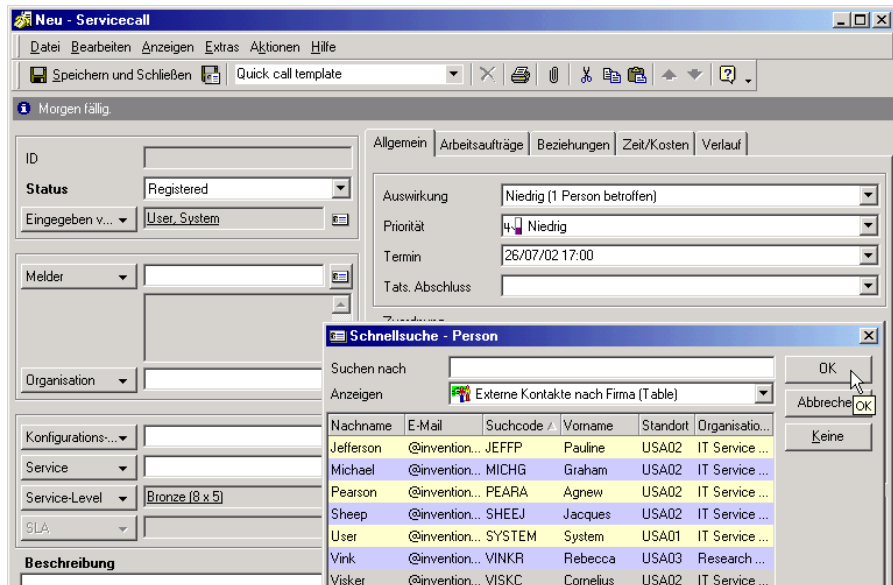 Neu - Servicecall
Datei Bearbeiten Anzeigen Extras Aktionen Hilfe
Speichern und Schließen Quick call template
Morgen fällig.
ID
Status Registered
Eingegeben v... User, System
Melder
Organisation
Konfigurations-...
Service
Service-Level Bronze (8 x 5)
SLA
Beschreibung
Allgemein Arbeitsaufträge Beziehungen Zeit/Kosten Verlauf
Auswirkung Niedrig (1 Person betroffen)
Priorität 4 Niedrig
Termin 26/07/02 17:00
Tats. Abschluss
Zuordnung
Schnellsuche - Person
Suchen nach
Anzeigen Externe Kontakte nach Firma (Table)
OK
Abbreche
OK
Keine
Nachname E-Mail Suchcode Vorname Standort Organisatio...
Jefferson @invention... JEFFP Pauline USA02 IT Service ...
Michael @invention... MICHG Graham USA02 IT Service ...
Pearson @invention... PEARA Agnew USA02 IT Service ...
Sheep @invention... SHEEJ Jacques USA02 IT Service ...
User @invention... SYSTEM System USA01 IT Service ...
Vink @invention... VINKR Rebecca USA03 Research ...
Visker @invention... VISKC Cornelius USA02 IT Service ...